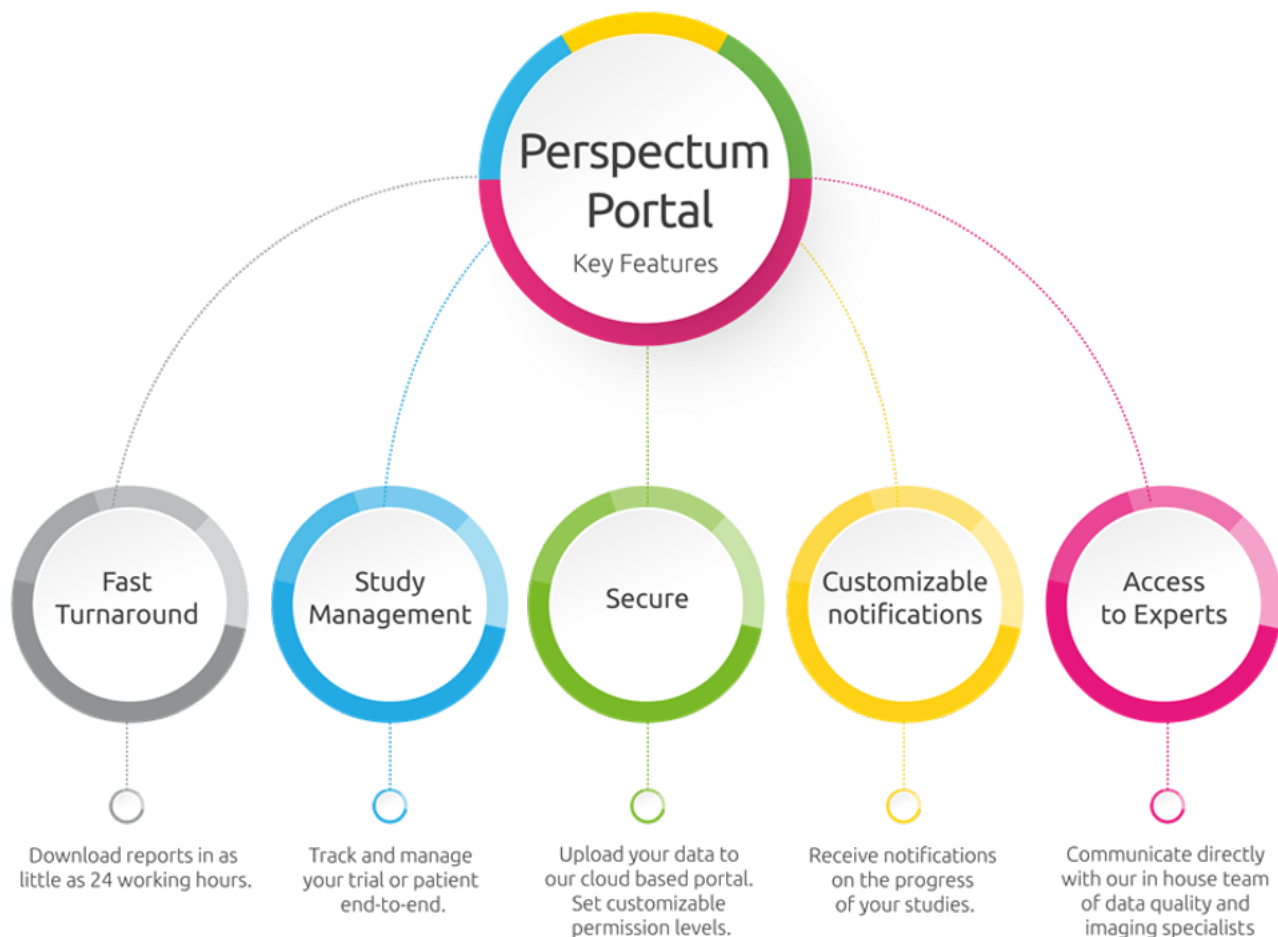 Perspectum
Portal
Key Features
Fast
Turnaround
Study
Management
Secure
Customizable
notifications
Access
to Experts
Download reports in as
little as 24 working hours.
Track and manage
your trial or patient
end-to-end.
Upload your data to
our cloud based portal.
Set customizable
permission levels.
Receive notifications
on the progress
of your studies.
Communicate directly
with our in house team
of data quality and
imaging specialists